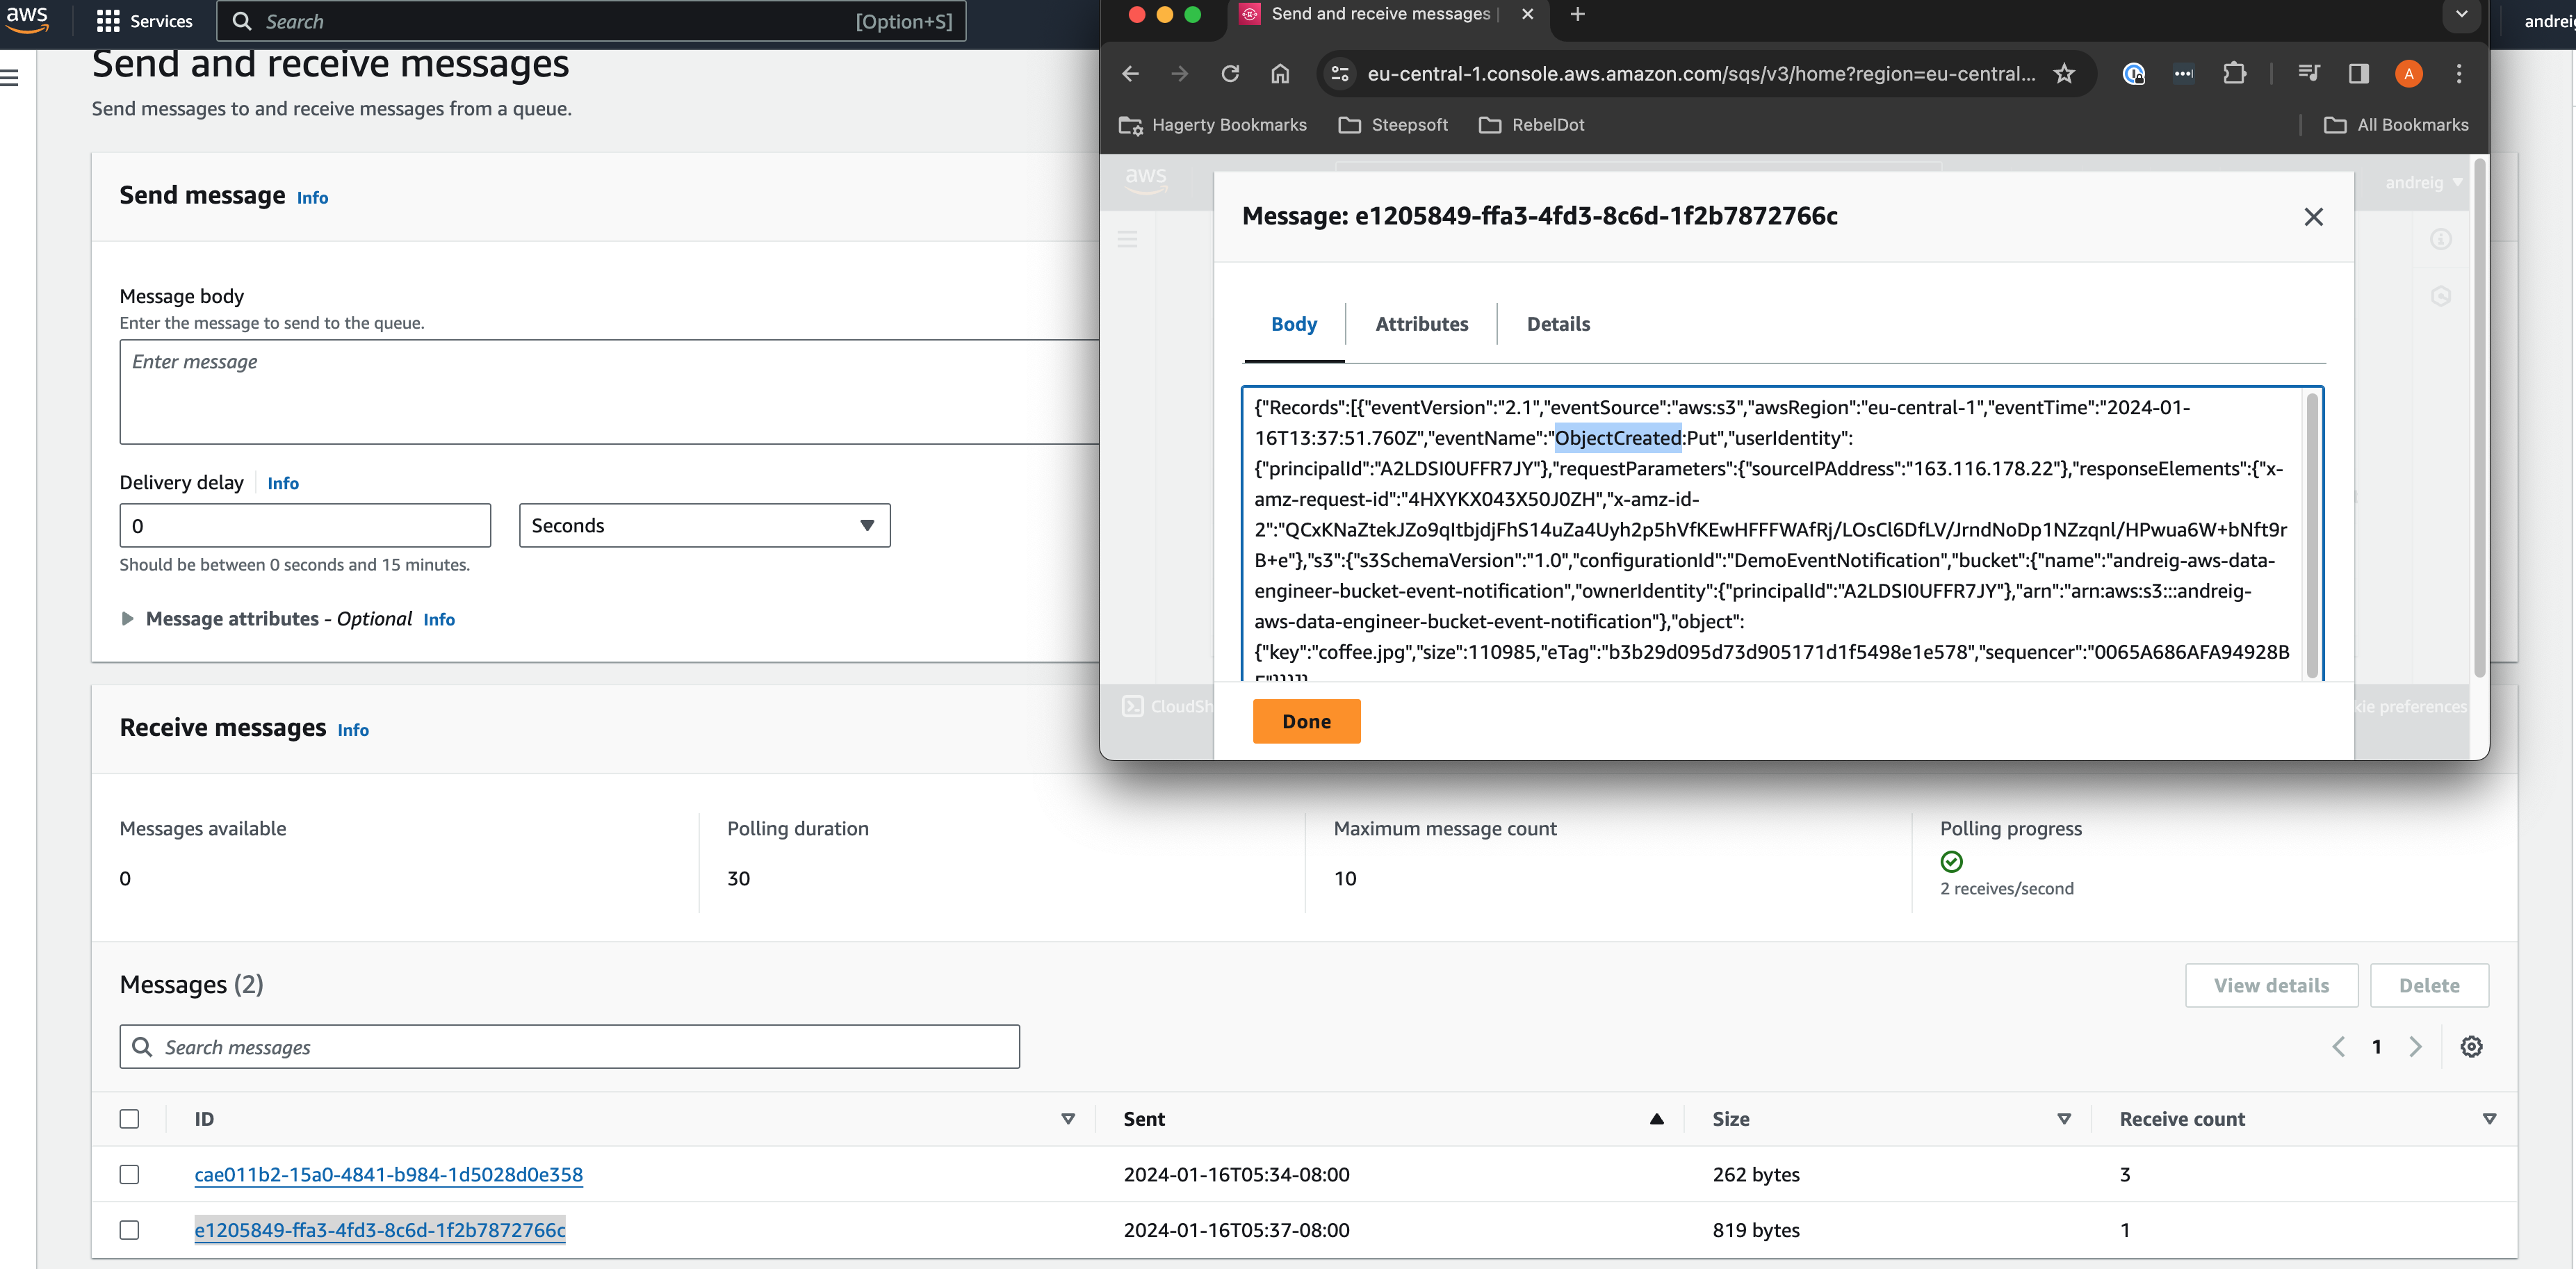 aws
Services
Search
[Option+S]
Send and receive messages
Send messages to and receive messages from a queue.
Send message Info
Message body
Enter the message to send to the queue.
Enter message
Delivery delay Info
0
Seconds
Should be between 0 seconds and 15 minutes.
Message attributes - Optional Info
Send and receive messages
eu-central-1.console.aws.amazon.com/sqs/v3/home?region=eu-central...
A
Hagerty Bookmarks
Steepsoft
RebelDot
All Bookmarks
aws
andreig
Message: e1205849-ffa3-4fd3-8c6d-1f2b7872766c
Body
Attributes
Details
{"Records":[{"eventVersion":"2.1","eventSource":"aws:s3","awsRegion":"eu-central-1","eventTime":"2024-01-
16T13:37:51.760Z","eventName":"ObjectCreated:Put","userIdentity":
{"principalId":"A2LDSI0UFFR7JY"},"requestParameters":{"sourceIPAddress":"163.116.178.22"},"responseElements":{"x-
amz-request-id":"4HXYKX043X50J0ZH","x-amz-id-
2":"QCxKNaZtekJZo9qItbjdjFhS14uZa4Uyh2p5hVfKEwHFFFWAfRj/LOsCl6DfLV/JrndNoDp1NZzqnl/HPwua6W+bNft9r
B+e"},"s3":{"s3SchemaVersion":"1.0","configurationId":"DemoEventNotification","bucket":{"name":"andreig-aws-data-
engineer-bucket-event-notification","ownerIdentity":{"principalId":"A2LDSI0UFFR7JY"},"arn":"arn:aws:s3:::andreig-
aws-data-engineer-bucket-event-notification"},"object":
{"key":"coffee.jpg","size":110985,"eTag":"b3b29d095d73d905171d1f5498e1e578","sequencer":"0065A686AFA94928B
Done
CloudSh
kie preferences
Receive messages Info
Messages available
0
Polling duration
30
Maximum message count
10
Polling progress
2 receives/second
Messages (2)
View details
Delete
Search messages
1
ID
Sent
Size
Receive count
cae011b2-15a0-4841-b984-1d5028d0e358
2024-01-16T05:34-08:00
262 bytes
3
e1205849-ffa3-4fd3-8c6d-1f2b7872766c
2024-01-16T05:37-08:00
819 bytes
1